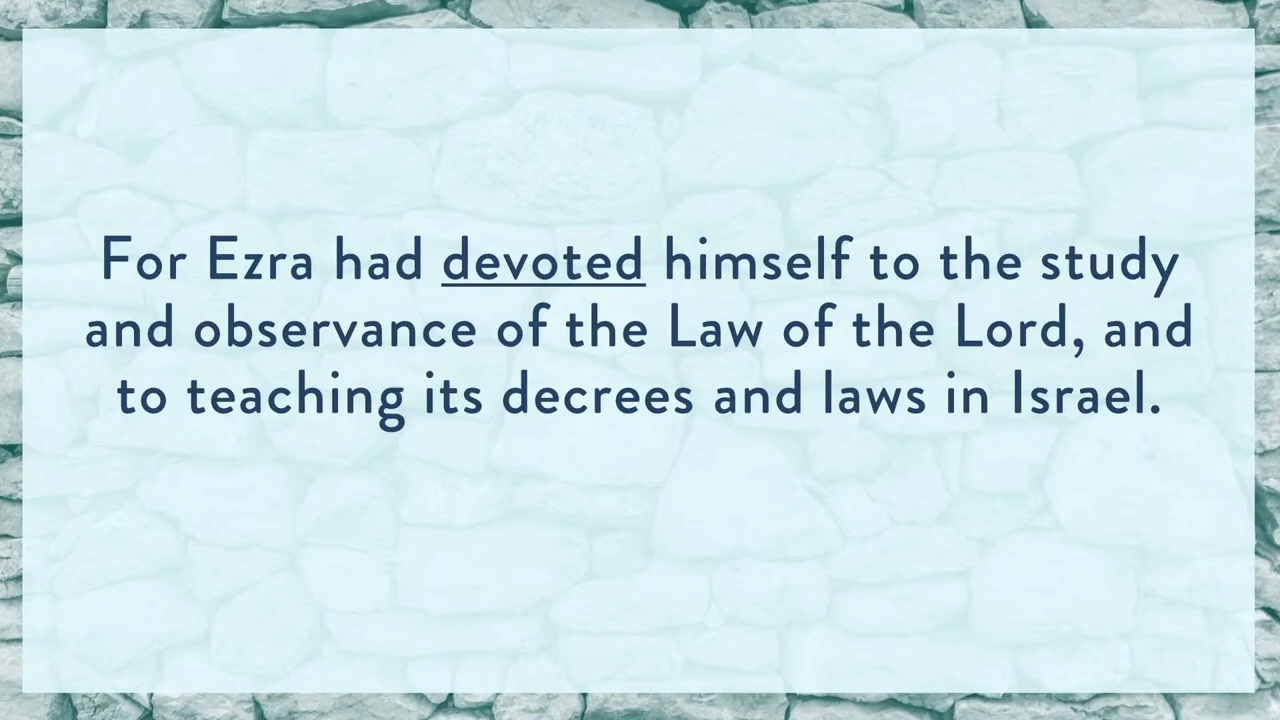 For Ezra had devoted himself to the study
and observance of the Law of the Lord, and
to teaching its decrees and laws in Israel.